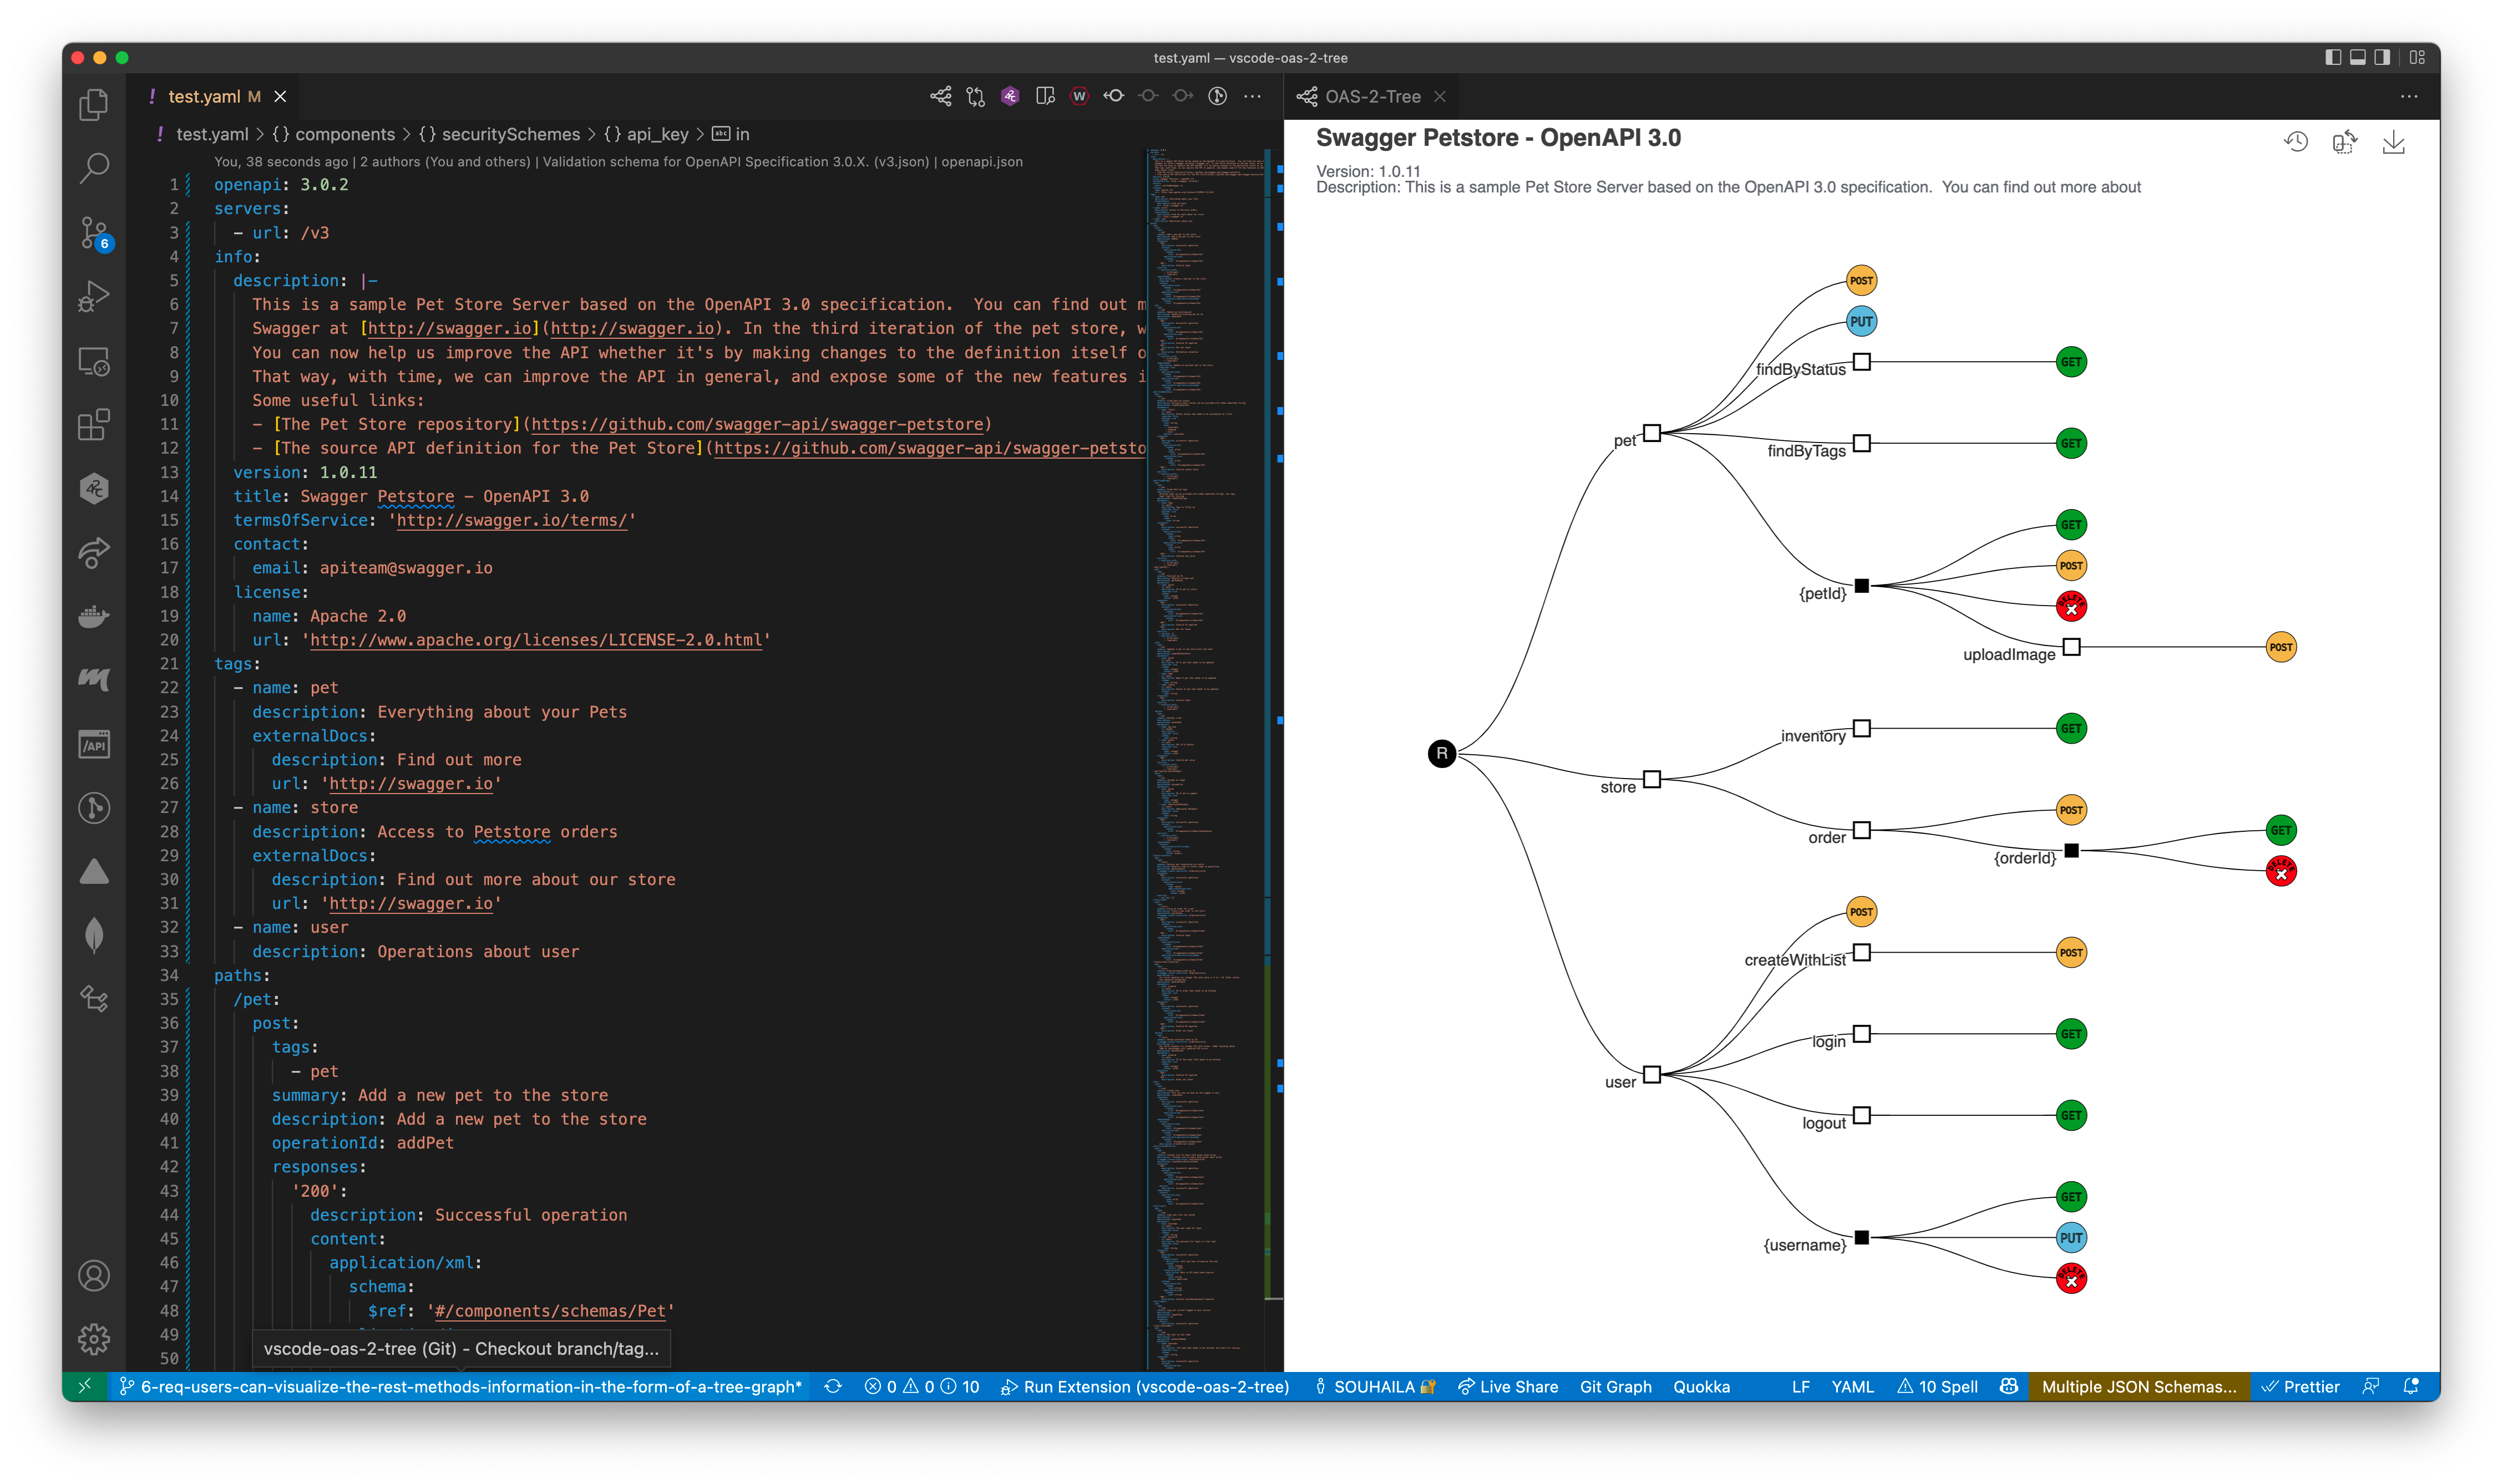 test.yaml — vscode-oas-2-tree
! test.yaml M
! test.yaml > {} components > {} securitySchemes > {} api_key > abc in
You, 38 seconds ago | 2 authors (You and others) | Validation schema for OpenAPI Specification 3.0.X. (v3.json) | openapi.json
1 openapi: 3.0.2
2 servers:
3 - url: /v3
4 info:
5 description: |-
6 This is a sample Pet Store Server based on the OpenAPI 3.0 specification.  You can find out m
7 Swagger at [http://swagger.io](http://swagger.io). In the third iteration of the pet store, w
8 You can now help us improve the API whether it's by making changes to the definition itself o
9 That way, with time, we can improve the API in general, and expose some of the new features i
10 Some useful links:
11 - [The Pet Store repository](https://github.com/swagger-api/swagger-petstore)
12 - [The source API definition for the Pet Store](https://github.com/swagger-api/swagger-petsto
13 version: 1.0.11
14 title: Swagger Petstore - OpenAPI 3.0
15 termsOfService: 'http://swagger.io/terms/'
16 contact:
17 email: apiteam@swagger.io
18 license:
19 name: Apache 2.0
20 url: 'http://www.apache.org/licenses/LICENSE-2.0.html'
21 tags:
22 - name: pet
23 description: Everything about your Pets
24 externalDocs:
25 description: Find out more
26 url: 'http://swagger.io'
27 - name: store
28 description: Access to Petstore orders
29 externalDocs:
30 description: Find out more about our store
31 url: 'http://swagger.io'
32 - name: user
33 description: Operations about user
34 paths:
35 /pet:
36 post:
37 tags:
38 - pet
39 summary: Add a new pet to the store
40 description: Add a new pet to the store
41 operationId: addPet
42 responses:
43 '200':
44 description: Successful operation
45 content:
46 application/xml:
47 schema:
48 $ref: '#/components/schemas/Pet'
49
50
vscode-oas-2-tree (Git) - Checkout branch/tag...
6
/API
OAS-2-Tree
Swagger Petstore - OpenAPI 3.0
Version: 1.0.11
Description: This is a sample Pet Store Server based on the OpenAPI 3.0 specification.  You can find out more about
POST
PUT
findByStatus GET
pet
findByTags GET
GET
POST
{petId}
DELETE
uploadImage POST
inventory GET
R
store
POST
order
GET
{orderId}
DELETE
POST
createWithList POST
login GET
user
logout GET
GET
{username} PUT
DELETE
6-req-users-can-visualize-the-rest-methods-information-in-the-form-of-a-tree-graph* 0 0 10 Run Extension (vscode-oas-2-tree) SOUHAILA Live Share Git Graph Quokka LF YAML 10 Spell Multiple JSON Schemas... Prettier